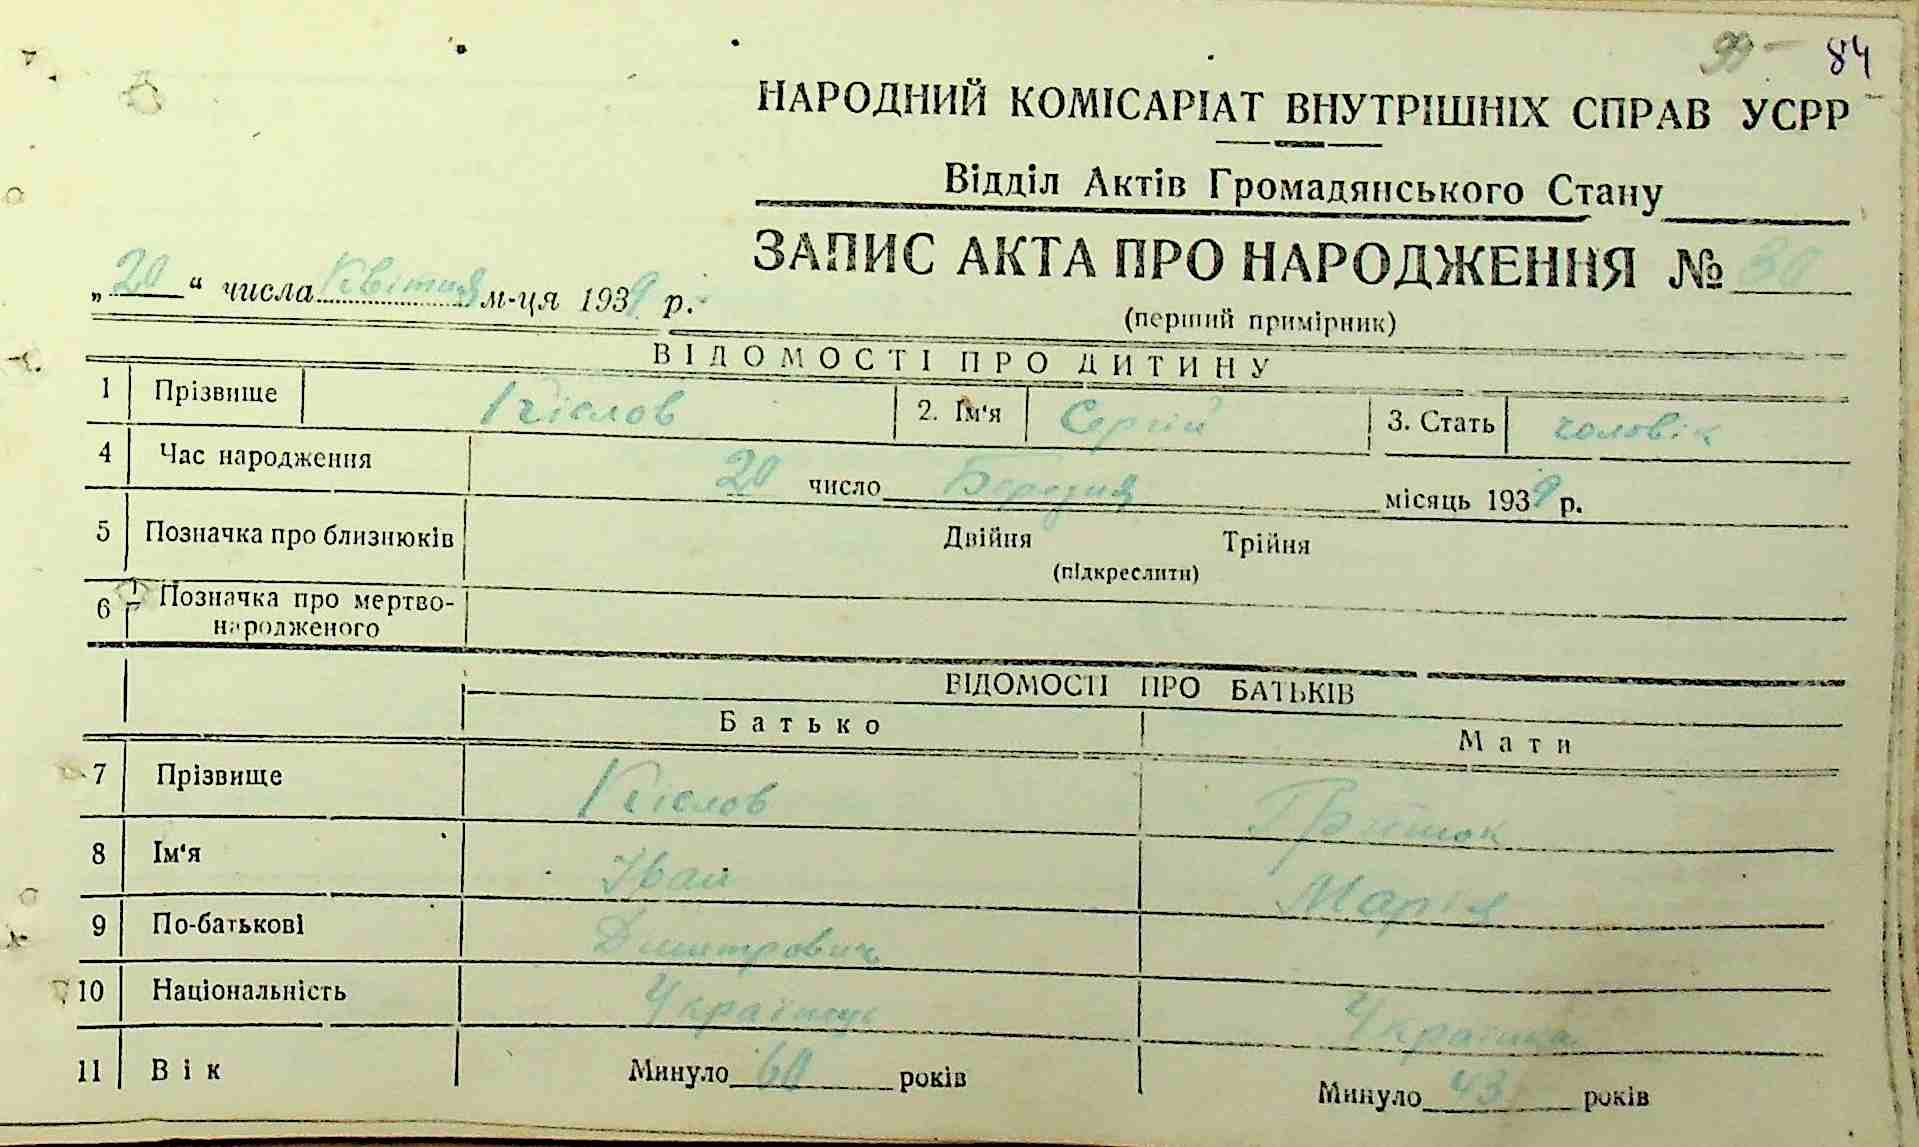 99 84
НАРОДНИЙ КОМІСАРІАТ ВНУТРІШНІХ СПРАВ УСРР
Відділ Актів Громадянського Стану
ЗАПИС АКТА ПРО НАРОДЖЕННЯ № 30
„20“ числа Квітня м-ця 1939 р.
(перший примірник)
ВІДОМОСТІ ПРО ДИТИНУ
1 Прізвище Кіслов 2. Ім'я Сергій 3. Стать чоловік
4 Час народження 20 число Березня місяць 1939 р.
5 Позначка про близнюків Двійня Трійня
(підкреслити)
6 Позначка про мертво-
народженого
ВІДОМОСТІ ПРО БАТЬКІВ
Батько Мати
7 Прізвище Кіслов
8 Ім'я Іван Марія
9 По-батькові Дмитрович
10 Національність Українець Українка
11 Вік Минуло 60 років Минуло 43 років